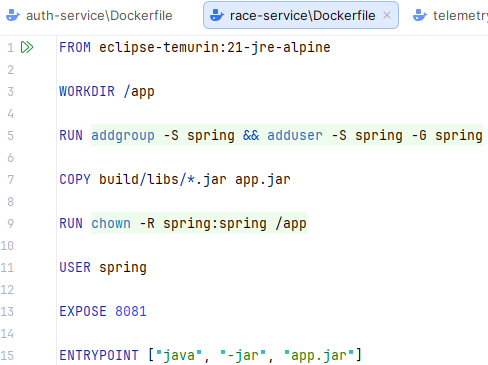 auth-service\Dockerfile race-service\Dockerfile telemetry
1 FROM eclipse-temurin:21-jre-alpine
2
3 WORKDIR /app
4
5 RUN addgroup -S spring && adduser -S spring -G spring
6
7 COPY build/libs/*.jar app.jar
8
9 RUN chown -R spring:spring /app
10
11 USER spring
12
13 EXPOSE 8081
14
15 ENTRYPOINT ["java", "-jar", "app.jar"]